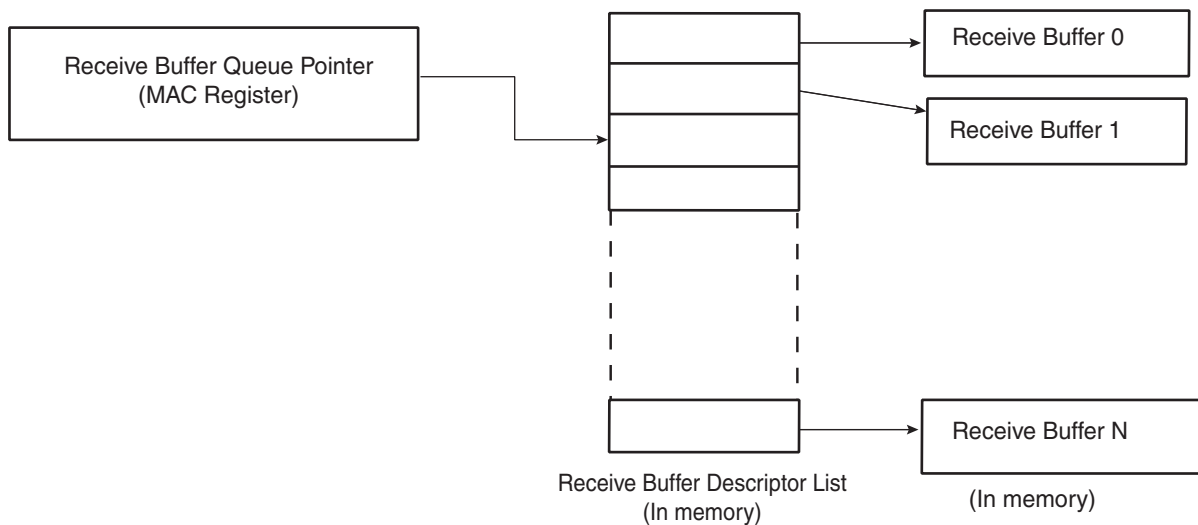 Receive Buffer Queue Pointer
(MAC Register)
Receive Buffer 0
Receive Buffer 1
Receive Buffer N
Receive Buffer Descriptor List
(In memory)
(In memory)